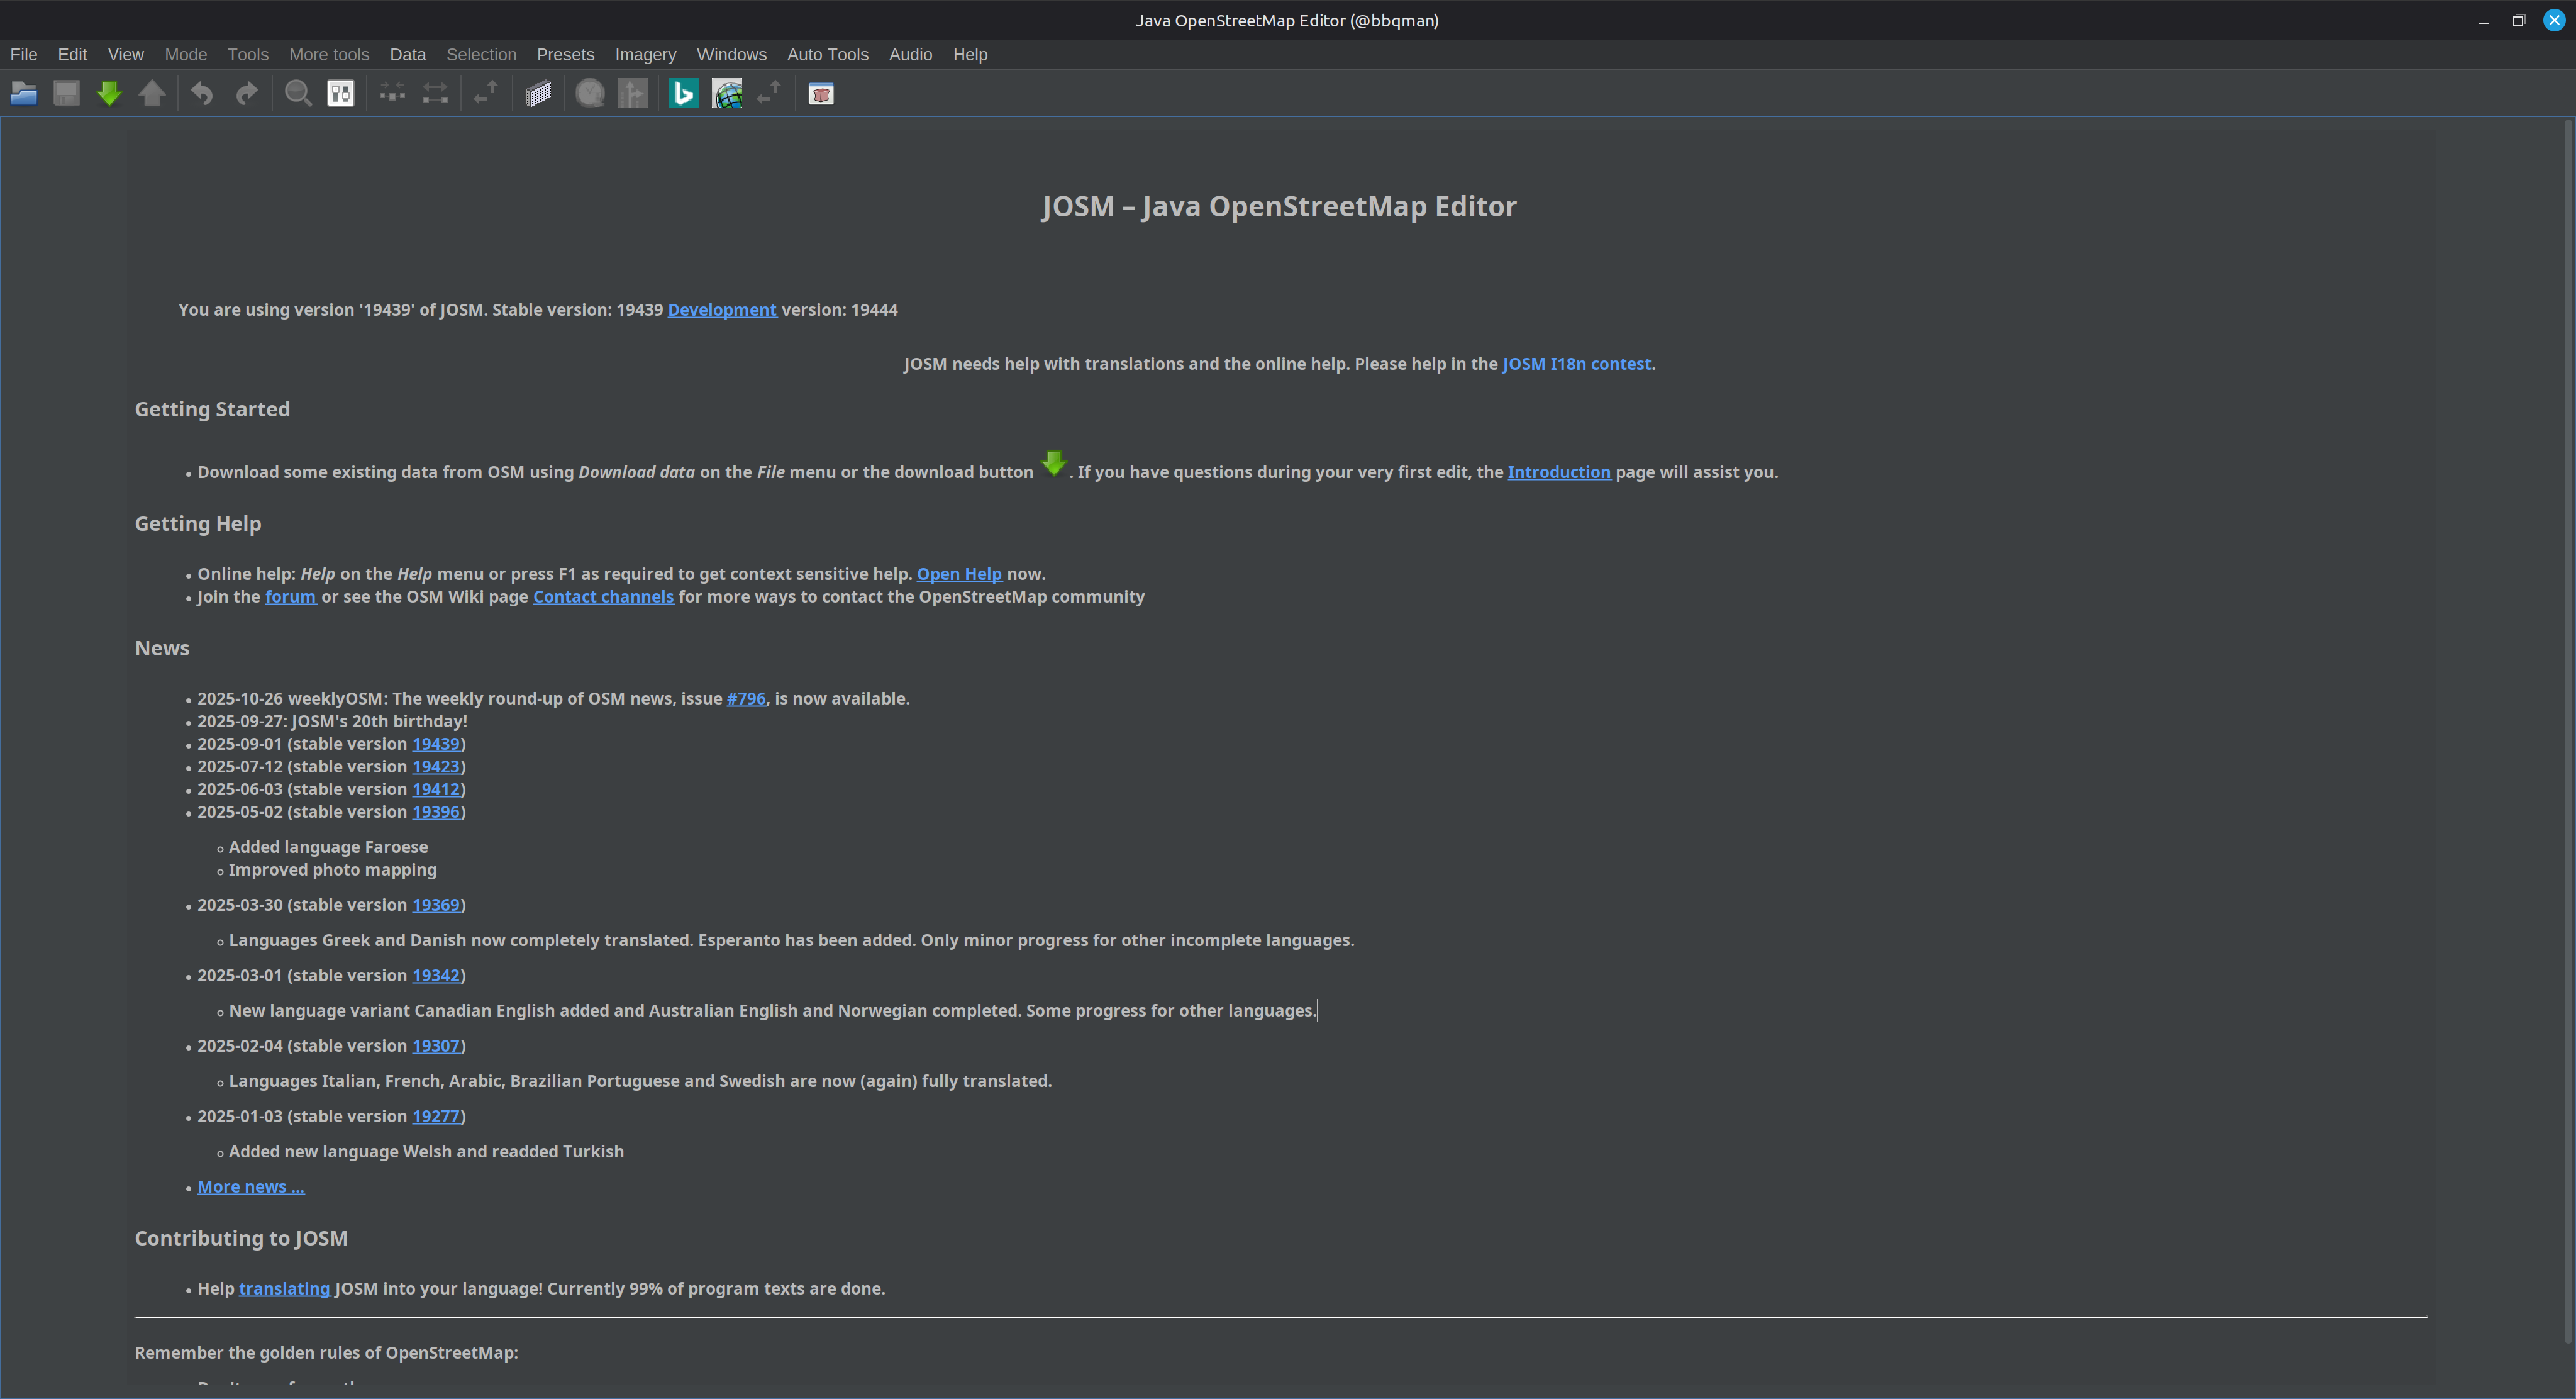 Java OpenStreetMap Editor (@bbqman)
File Edit View Mode Tools More tools Data Selection Presets Imagery Windows Auto Tools Audio Help
JOSM – Java OpenStreetMap Editor
You are using version '19439' of JOSM. Stable version: 19439 Development version: 19444
JOSM needs help with translations and the online help. Please help in the JOSM I18n contest.
Getting Started
Download some existing data from OSM using Download data on the File menu or the download button . If you have questions during your very first edit, the Introduction page will assist you.
Getting Help
Online help: Help on the Help menu or press F1 as required to get context sensitive help. Open Help now.
Join the forum or see the OSM Wiki page Contact channels for more ways to contact the OpenStreetMap community
News
2025-10-26 weeklyOSM: The weekly round-up of OSM news, issue #796, is now available.
2025-09-27: JOSM's 20th birthday!
2025-09-01 (stable version 19439)
2025-07-12 (stable version 19423)
2025-06-03 (stable version 19412)
2025-05-02 (stable version 19396)
Added language Faroese
Improved photo mapping
2025-03-30 (stable version 19369)
Languages Greek and Danish now completely translated. Esperanto has been added. Only minor progress for other incomplete languages.
2025-03-01 (stable version 19342)
New language variant Canadian English added and Australian English and Norwegian completed. Some progress for other languages.
2025-02-04 (stable version 19307)
Languages Italian, French, Arabic, Brazilian Portuguese and Swedish are now (again) fully translated.
2025-01-03 (stable version 19277)
Added new language Welsh and readded Turkish
More news ...
Contributing to JOSM
Help translating JOSM into your language! Currently 99% of program texts are done.
Remember the golden rules of OpenStreetMap: